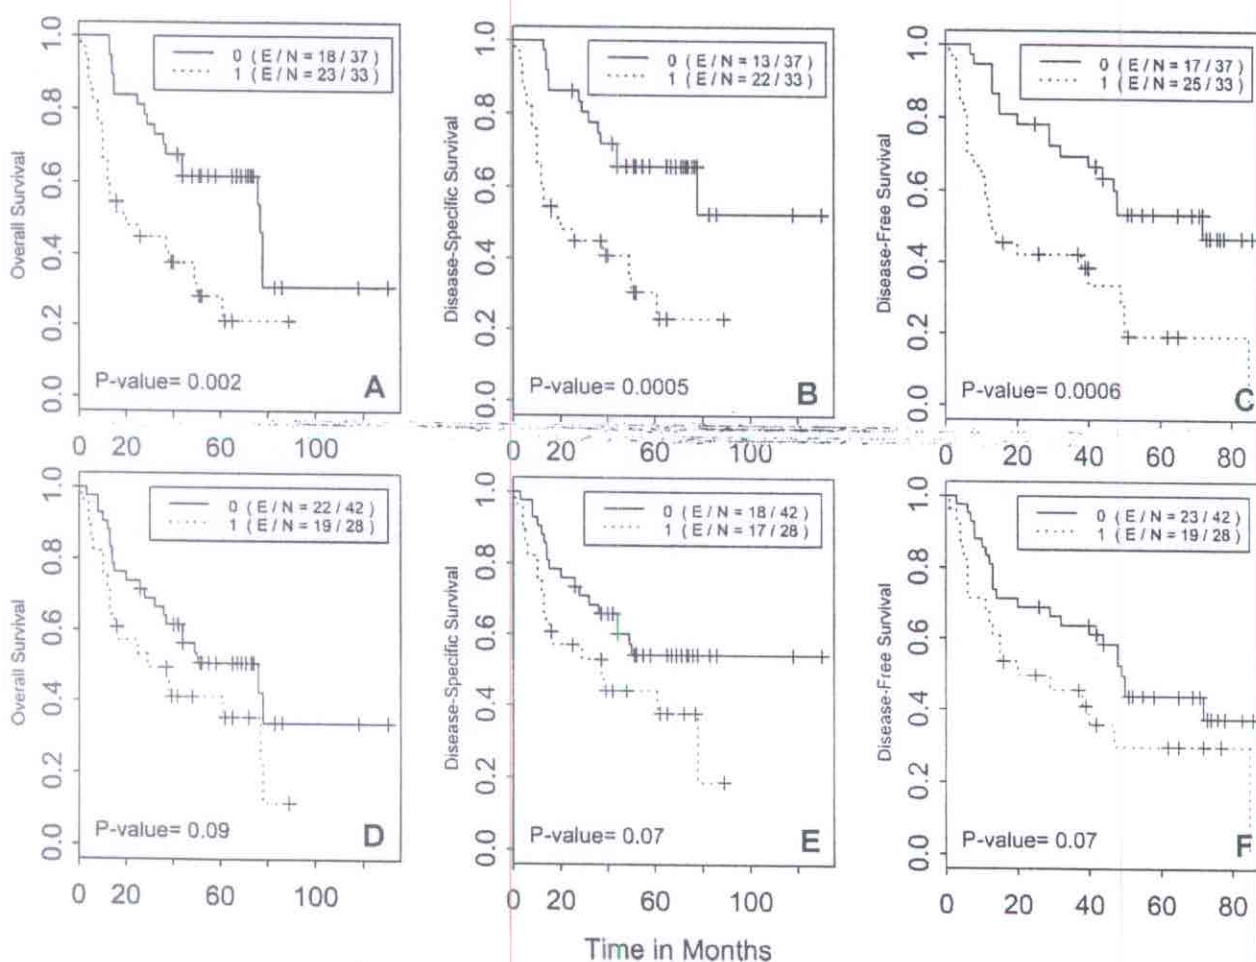 Overall Survival
1.0
0.8
0.6
0.4
0.2
0.0
0 ( E / N = 18 / 37 )
1 ( E / N = 23 / 33 )
P-value= 0.002
A
20 60 100
Disease-Specific Survival
1.0
0.8
0.6
0.4
0.2
0.0
0 ( E / N = 13 / 37 )
1 ( E / N = 22 / 33 )
P-value= 0.0005
B
0 20 60 100
Disease-Free Survival
1.0
0.8
0.6
0.4
0.2
0.0
0 ( E / N = 17 / 37 )
1 ( E / N = 25 / 33 )
P-value= 0.0006
C
0 20 40 60 80
Overall Survival
1.0
0.8
0.6
0.4
0.2
0.0
0 ( E / N = 22 / 42 )
1 ( E / N = 19 / 28 )
P-value= 0.09
D
0 20 60 100
Disease-Specific Survival
1.0
0.8
0.6
0.4
0.2
0.0
0 ( E / N = 18 / 42 )
1 ( E / N = 17 / 28 )
P-value= 0.07
E
0 20 60 100
Disease-Free Survival
1.0
0.8
0.6
0.4
0.2
0.0
0 ( E / N = 23 / 42 )
1 ( E / N = 19 / 28 )
P-value= 0.07
F
0 20 40 60 80
Time in Months